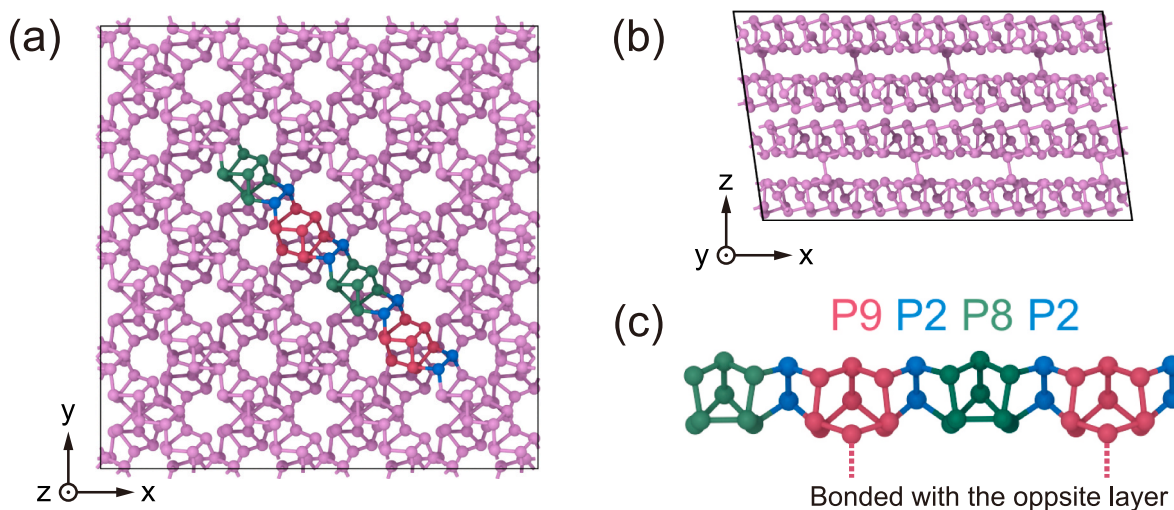 (a)
y
z
x
(b)
z
y
x
(c)
P9 P2 P8 P2
Bonded with the oppsite layer